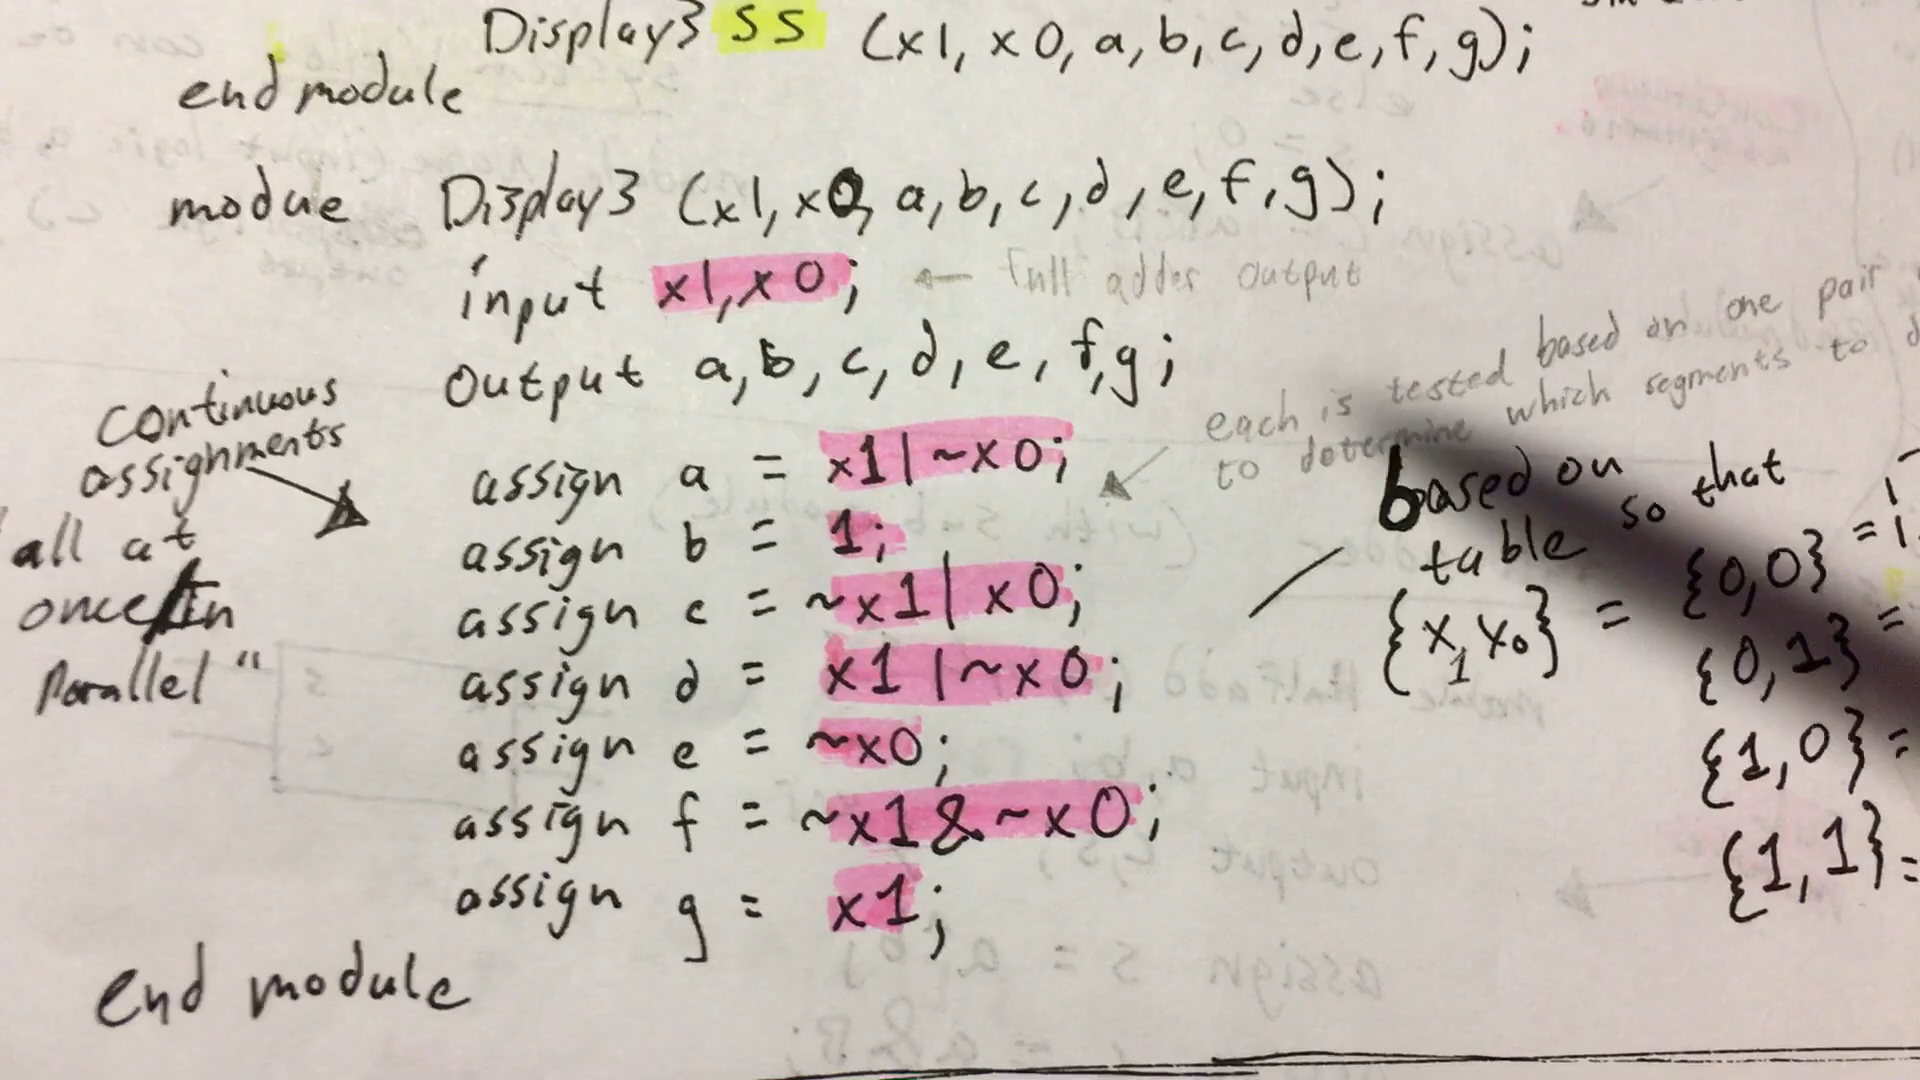 Display3 SS (x1, x0, a, b, c, d, e, f, g);
end module
modue Display3 (x1, x0, a, b, c, d, e, f, g);
input x1, x0; ← full adder output
Output a, b, c, d, e, f, g;
each is tested based on one pair
to determine which segments to
Continuous
assignments
all at
once/in
parallel"
assign a = x1 | ~x0;
assign b = 1;
assign c = ~x1 | x0;
assign d = x1 | ~x0;
assign e = ~x0;
assign f = ~x1 & ~x0;
assign g = x1;
end module
based on
table so that
{x1 x0} = {0,0} = 1
{0,1} =
{1,0} =
{1,1} =